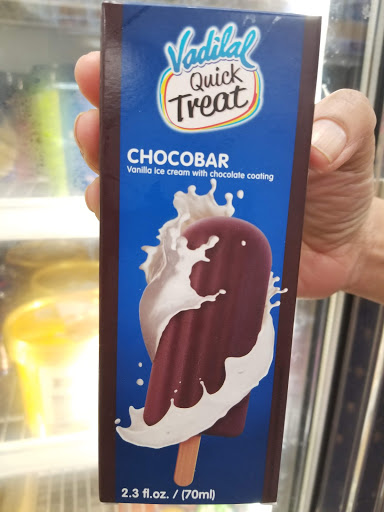 Vadilal
Quick
Treat
CHOCOBAR
Vanilla ice cream with chocolate coating
2.3 fl.oz. / (70ml)